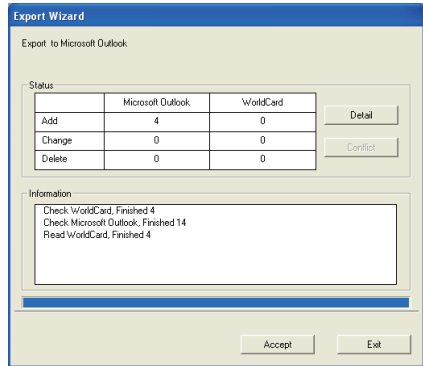 Export Wizard
Export to Microsoft Outlook
Status
Microsoft Outlook WorldCard
Add 4 0 Detail
Change 0 0 Conflict
Delete 0 0
Information
Check WorldCard, Finished 4
Check Microsoft Outlook, Finished 14
Read WorldCard, Finished 4
Accept Exit